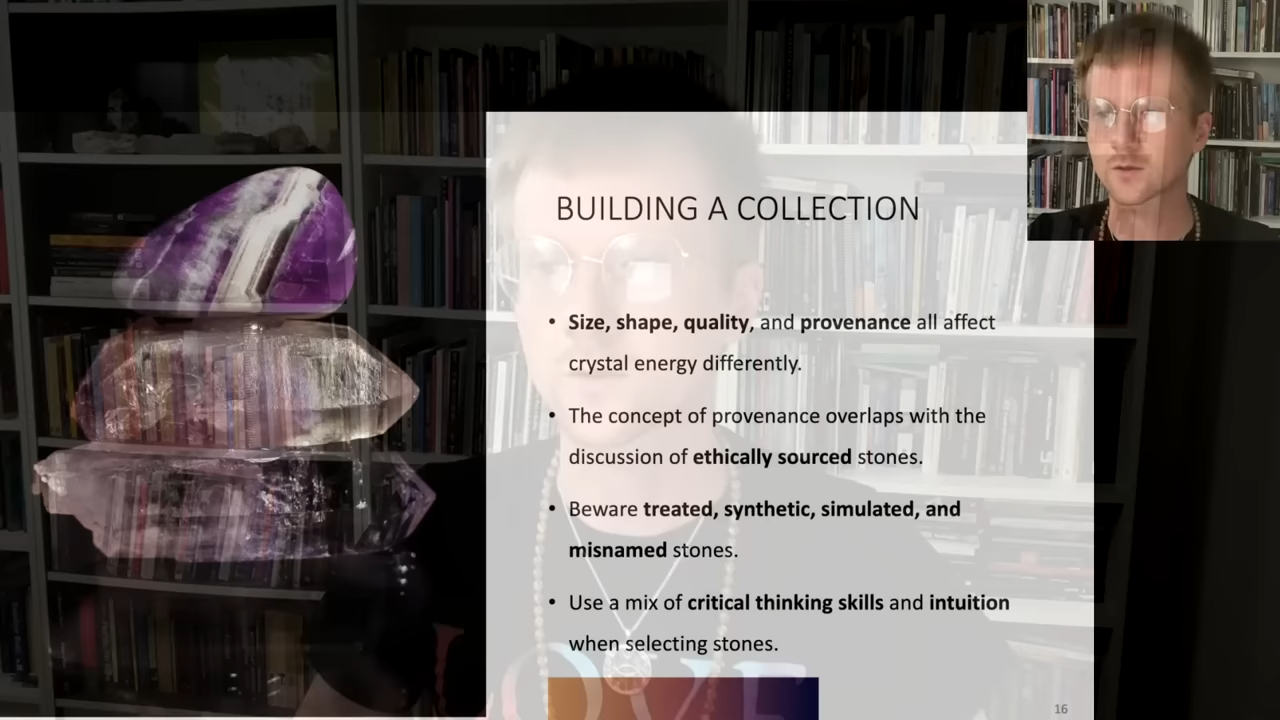 BUILDING A COLLECTION
• Size, shape, quality, and provenance all affect
crystal energy differently.
• The concept of provenance overlaps with the
discussion of ethically sourced stones.
• Beware treated, synthetic, simulated, and
misnamed stones.
• Use a mix of critical thinking skills and intuition
when selecting stones.
16